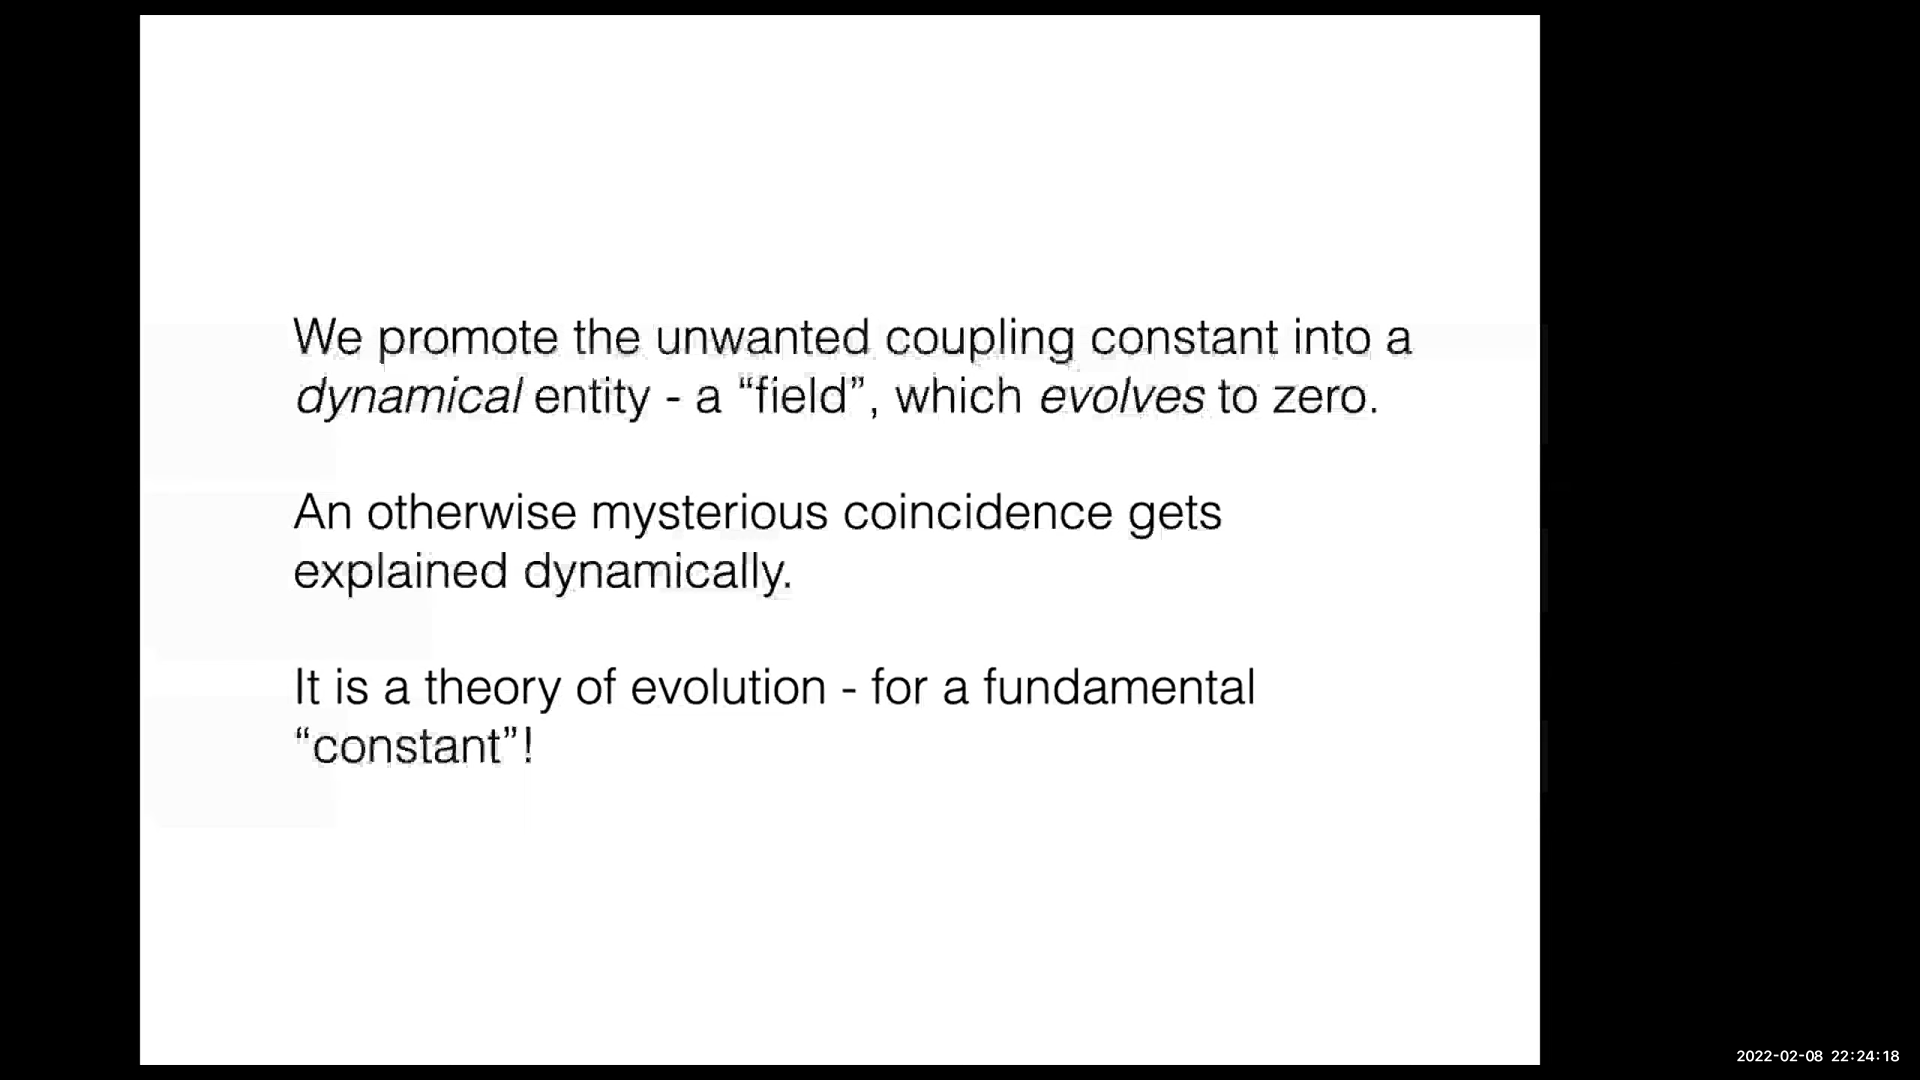 We promote the unwanted coupling constant into a
dynamical entity - a “field”, which evolves to zero.
An otherwise mysterious coincidence gets
explained dynamically.
It is a theory of evolution - for a fundamental
“constant”!
2022-02-08 22:24:18